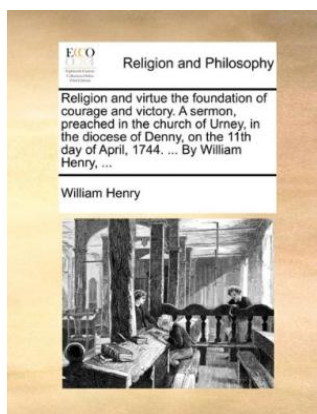 ECCO
Religion and Philosophy
Religion and virtue the foundation of
courage and victory. A sermon,
preached in the church of Urney, in
the diocese of Denny, on the 11th
day of April, 1744. ... By William
Henry, ...
William Henry